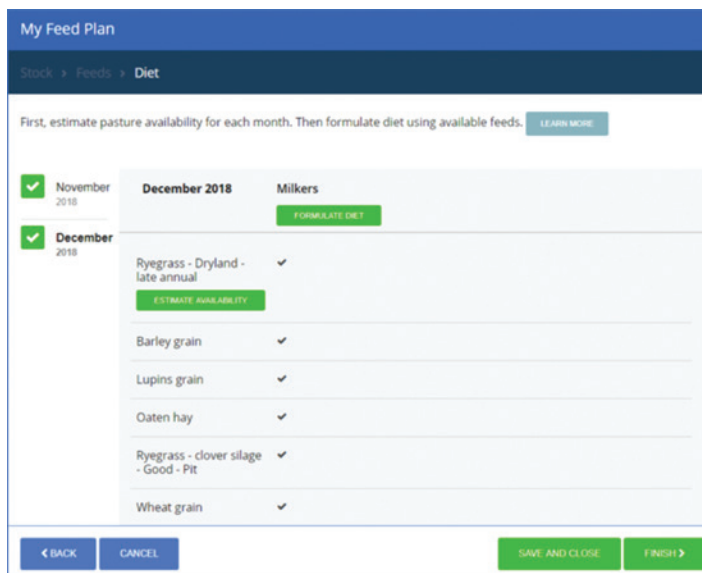 My Feed Plan
Stock > Feeds > Diet
First, estimate pasture availability for each month. Then formulate diet using available feeds. LEARN MORE
November
2018
December
2018
December 2018 Milkers
FORMULATE DIET
Ryegrass - Dryland -
late annual
ESTIMATE AVAILABILITY
Barley grain
Lupins grain
Oaten hay
Ryegrass - clover silage
- Good - Pit
Wheat grain
< BACK CANCEL SAVE AND CLOSE FINISH >